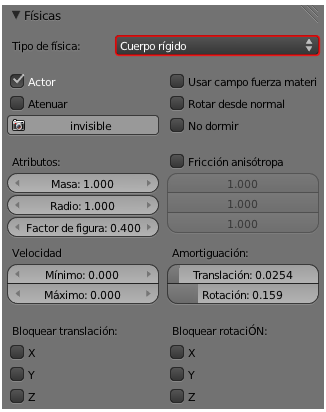 Físicas
Tipo de física: Cuerpo rígido
Actor
Usar campo fuerza materi
Atenuar
Rotar desde normal
invisible
No dormir
Atributos:
Fricción anisótropa
Masa: 1.000
1.000
Radio: 1.000
1.000
Factor de figura: 0.400
1.000
Velocidad
Amortiguación:
Mínimo: 0.000
Translación: 0.0254
Máximo: 0.000
Rotación: 0.159
Bloquear translación:
Bloquear rotaciÓN:
X
X
Y
Y
Z
Z